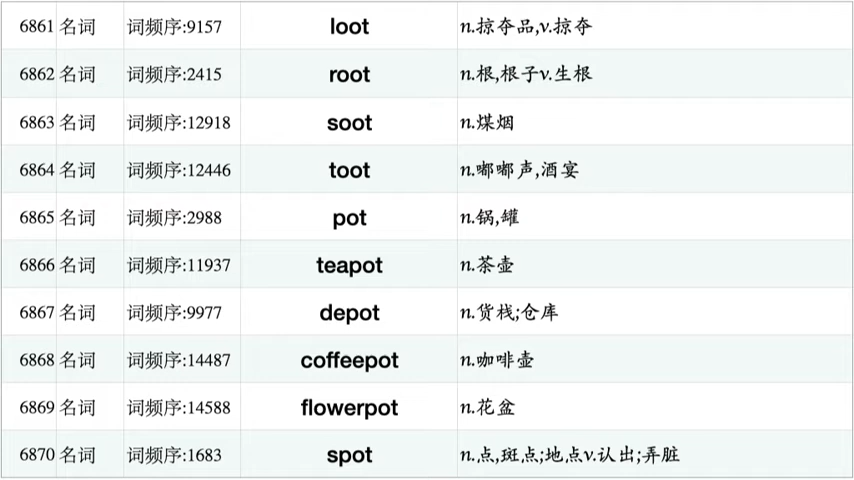 6861 名词 词频序:9157 loot n.掠夺品,v.掠夺
6862 名词 词频序:2415 root n.根,根子v.生根
6863 名词 词频序:12918 soot n.煤烟
6864 名词 词频序:12446 toot n.嘟嘟声,酒宴
6865 名词 词频序:2988 pot n.锅,罐
6866 名词 词频序:11937 teapot n.茶壶
6867 名词 词频序:9977 depot n.货栈;仓库
6868 名词 词频序:14487 coffeepot n.咖啡壶
6869 名词 词频序:14588 flowerpot n.花盆
6870 名词 词频序:1683 spot n.点,斑点;地点v.认出;弄脏